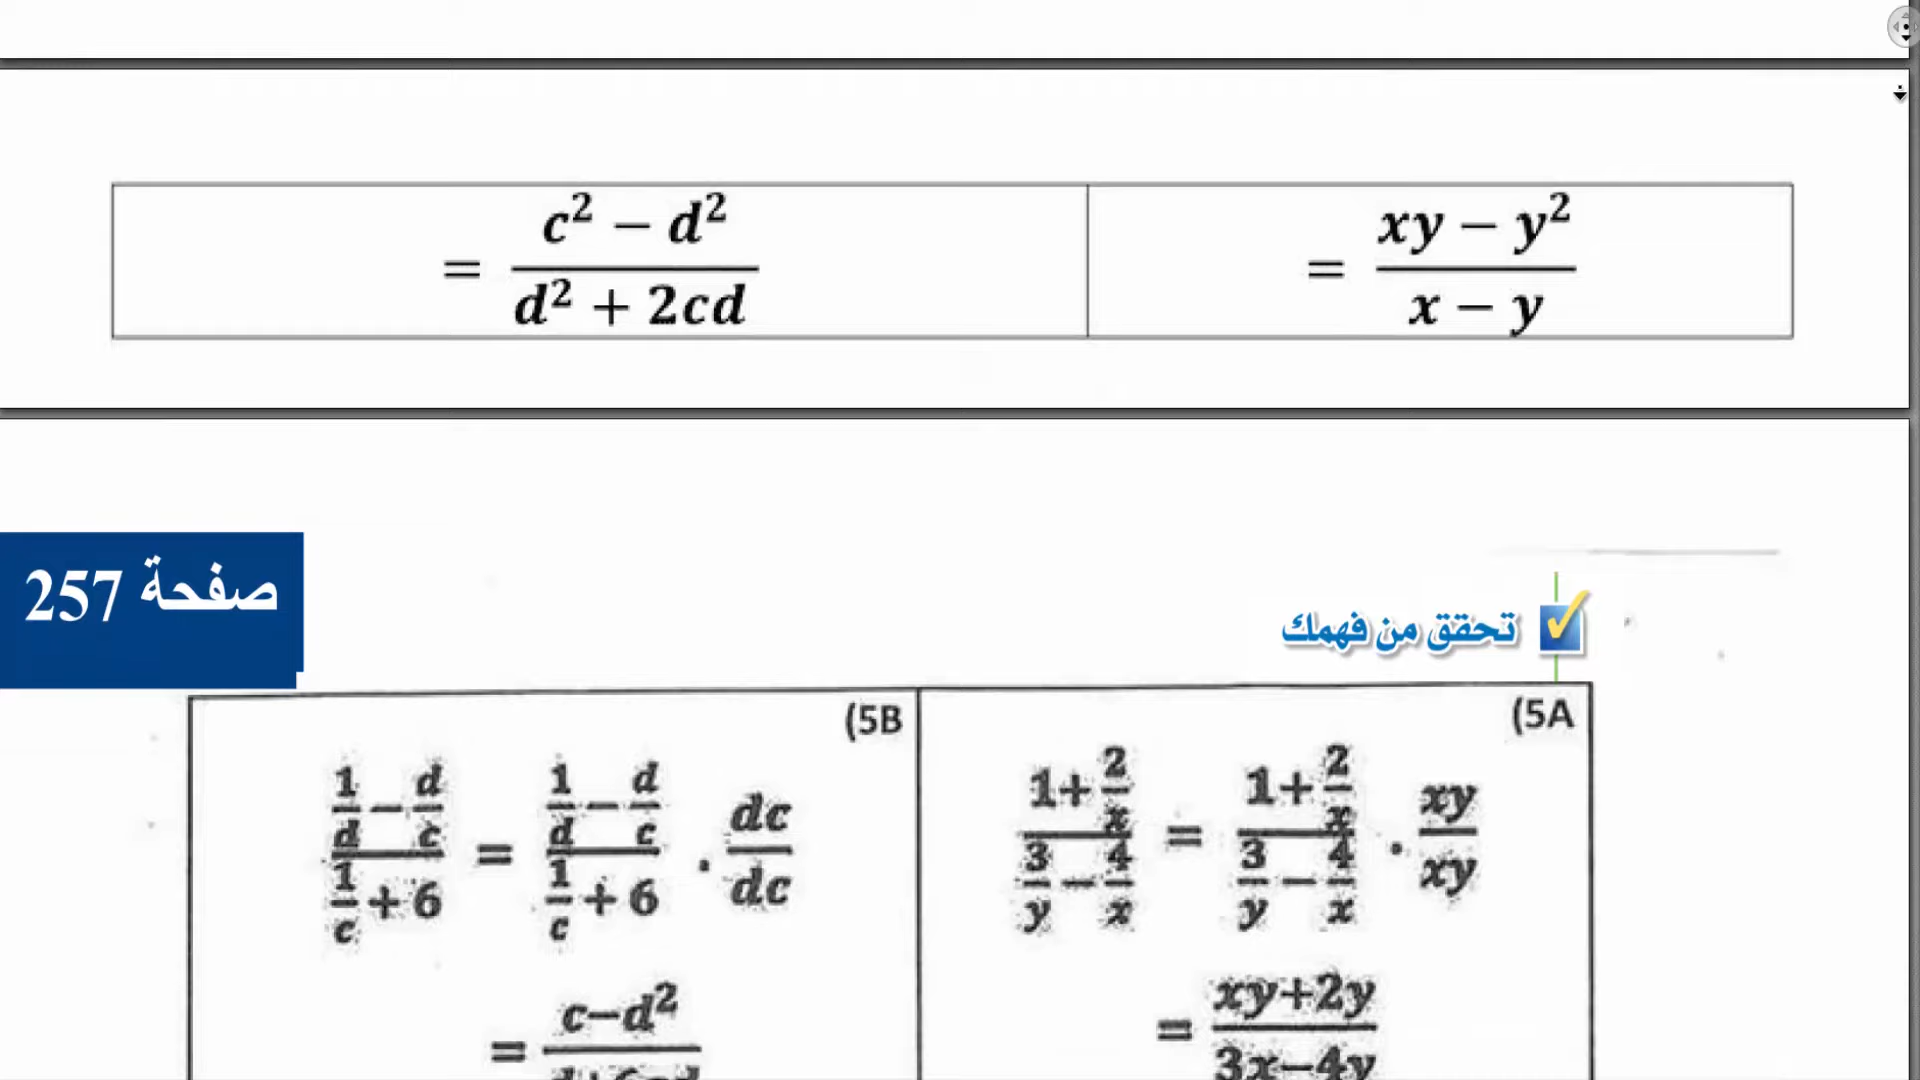 = (xy − y²)/(x − y)
= (c² − d²)/(d² + 2cd)
صفحة 257
تحقق من فهمك
(5A
(1+2/x)/(3/y − 4/x) = (1+2/x)/(3/y − 4/x) · xy/xy
= (xy+2y)/(3x−4y)
(5B
(1/d − d/c)/(1/c + 6) = (1/d − d/c)/(1/c + 6) · dc/dc
= (c−d²)/(d+6cd)